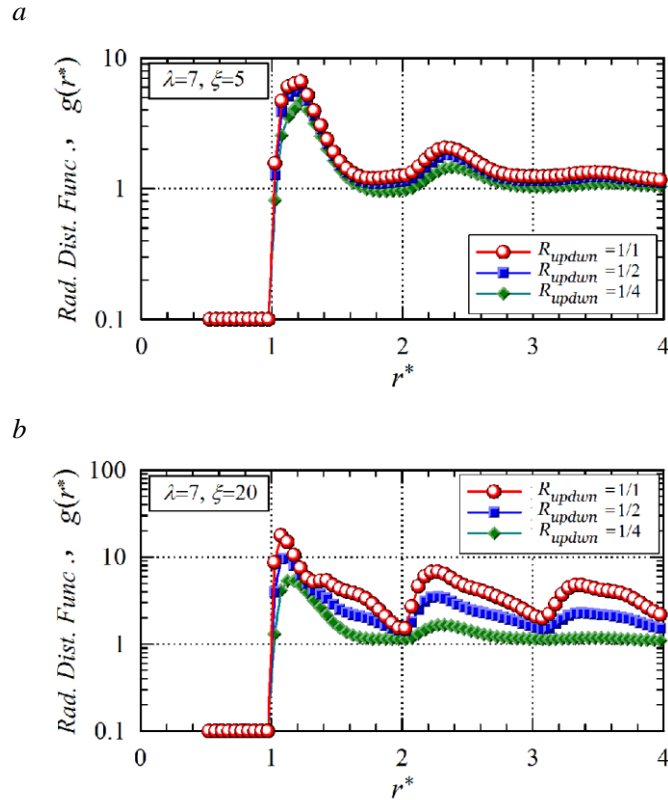 a
10
λ=7, ξ=5
1
0.1
Rad. Dist. Func ., g(r*)
R_updwn =1/1
R_updwn =1/2
R_updwn =1/4
0 1 2 3 4
r*
b
100
10
1
0.1
λ=7, ξ=20
Rad. Dist. Func ., g(r*)
R_updwn =1/1
R_updwn =1/2
R_updwn =1/4
0 1 2 3 4
r*